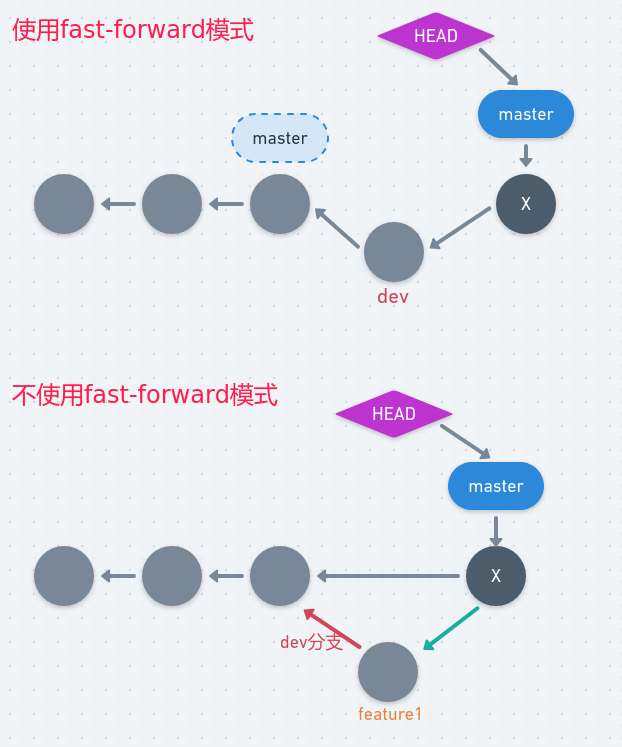 使用fast-forward模式
HEAD
master
master
X
dev
不使用fast-forward模式
HEAD
master
X
dev分支
feature1